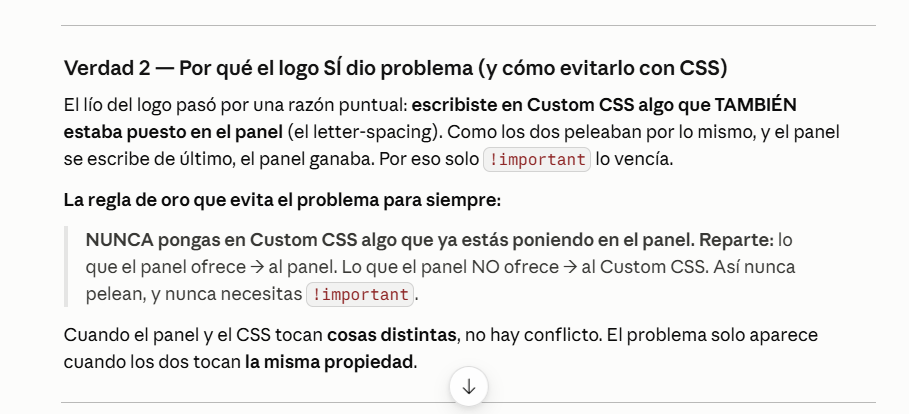 Verdad 2 — Por qué el logo SÍ dio problema (y cómo evitarlo con CSS)
El lío del logo pasó por una razón puntual: escribiste en Custom CSS algo que TAMBIÉN
estaba puesto en el panel (el letter-spacing). Como los dos peleaban por lo mismo, y el panel
se escribe de último, el panel ganaba. Por eso solo !important lo vencía.
La regla de oro que evita el problema para siempre:
NUNCA pongas en Custom CSS algo que ya estás poniendo en el panel. Reparte: lo
que el panel ofrece → al panel. Lo que el panel NO ofrece → al Custom CSS. Así nunca
pelean, y nunca necesitas !important.
Cuando el panel y el CSS tocan cosas distintas, no hay conflicto. El problema solo aparece
cuando los dos tocan la misma propiedad.